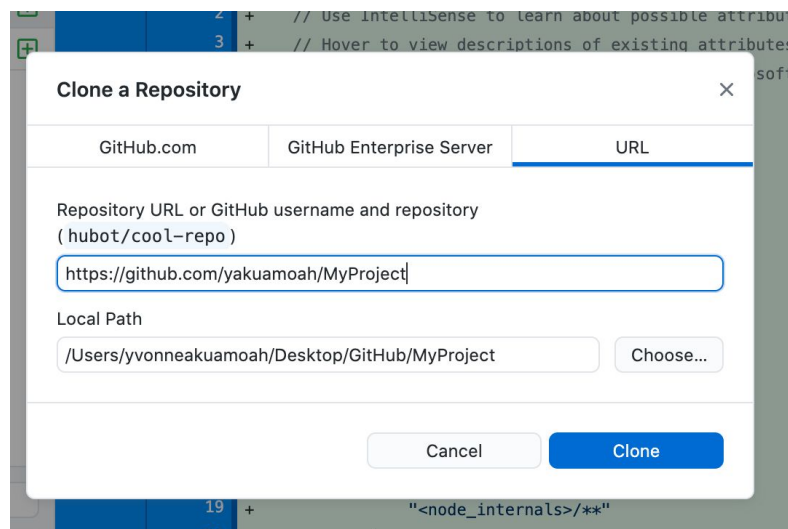 2 + // Use IntelliSense to learn about possible attribut
3 + // Hover to view descriptions of existing attributes
soft
Clone a Repository
GitHub.com GitHub Enterprise Server URL
Repository URL or GitHub username and repository
(hubot/cool-repo)
https://github.com/yakuamoah/MyProject
Local Path
/Users/yvonneakuamoah/Desktop/GitHub/MyProject Choose...
Cancel Clone
19 + "<node_internals>/**"